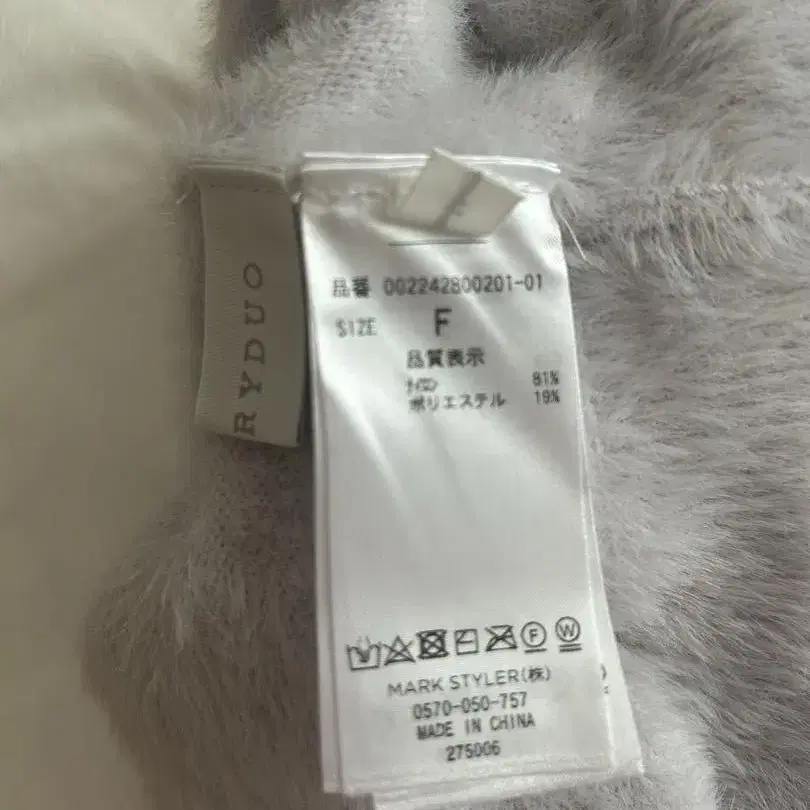 RYDUO
品番 002242800201-01
SIZE F
品質表示
ナイロン 81%
ポリエステル 19%
F W
MARK STYLER(株)
0570-050-757
MADE IN CHINA
275006